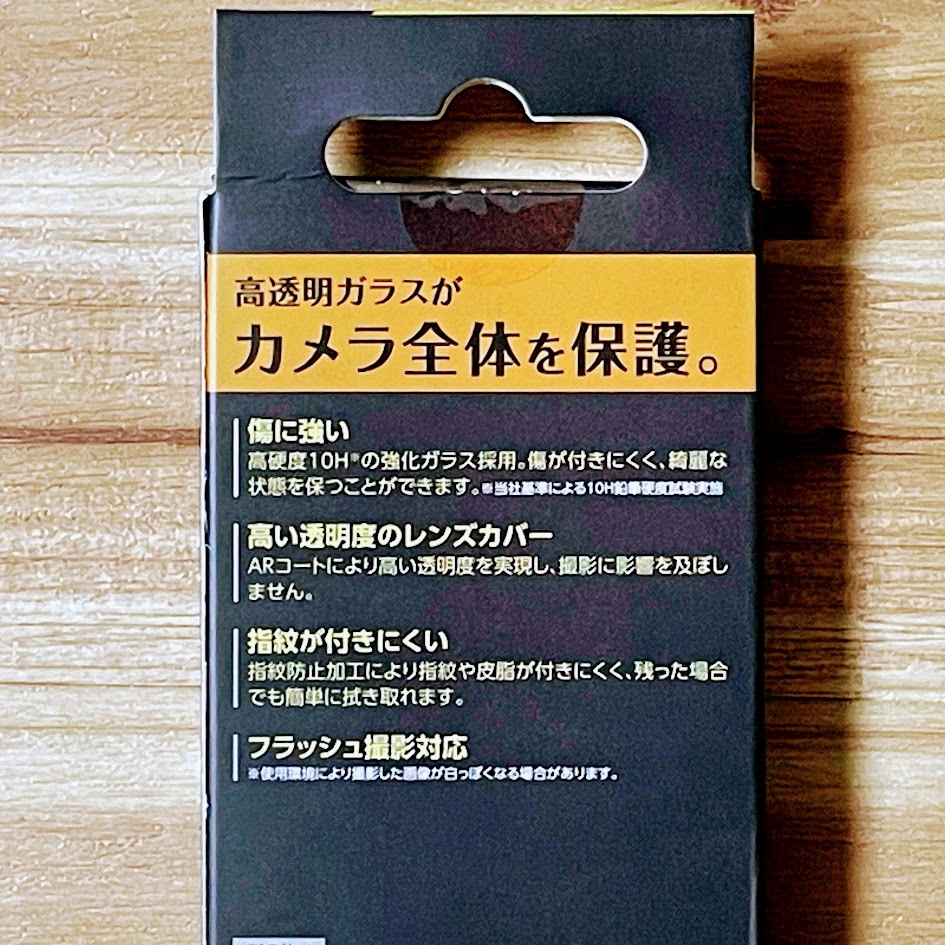 高透明ガラスが
カメラ全体を保護。
傷に強い
高硬度10H※の強化ガラス採用。傷が付きにくく、綺麗な
状態を保つことができます。※当社基準による10H鉛筆硬度試験実施
高い透明度のレンズカバー
ARコートにより高い透明度を実現し、撮影に影響を及ぼし
ません。
指紋が付きにくい
指紋防止加工により指紋や皮脂が付きにくく、残った場合
でも簡単に拭き取れます。
フラッシュ撮影対応
※使用環境により撮影した画像が白っぽくなる場合があります。